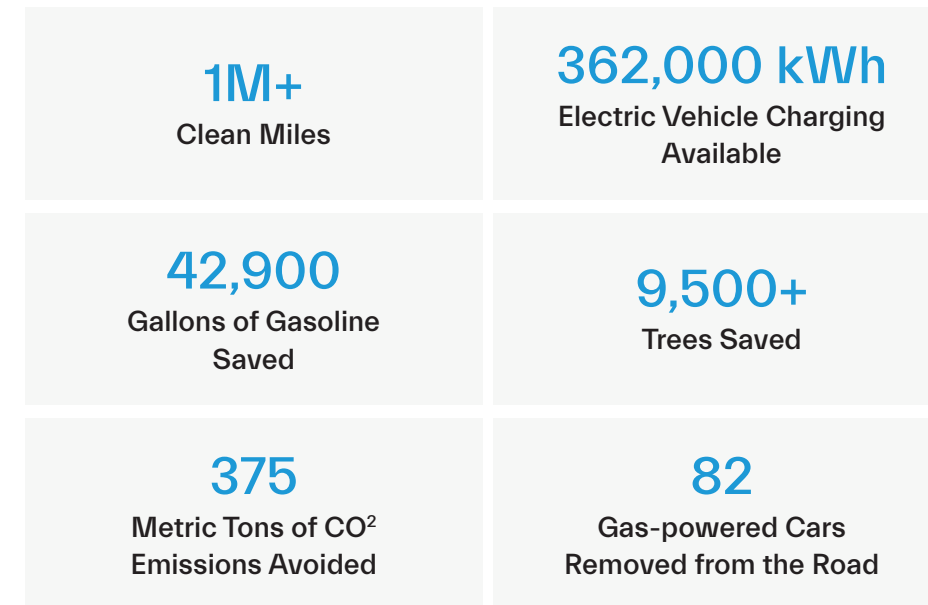 1M+
Clean Miles
362,000 kWh
Electric Vehicle Charging
Available
42,900
Gallons of Gasoline
Saved
9,500+
Trees Saved
375
Metric Tons of CO²
Emissions Avoided
82
Gas-powered Cars
Removed from the Road